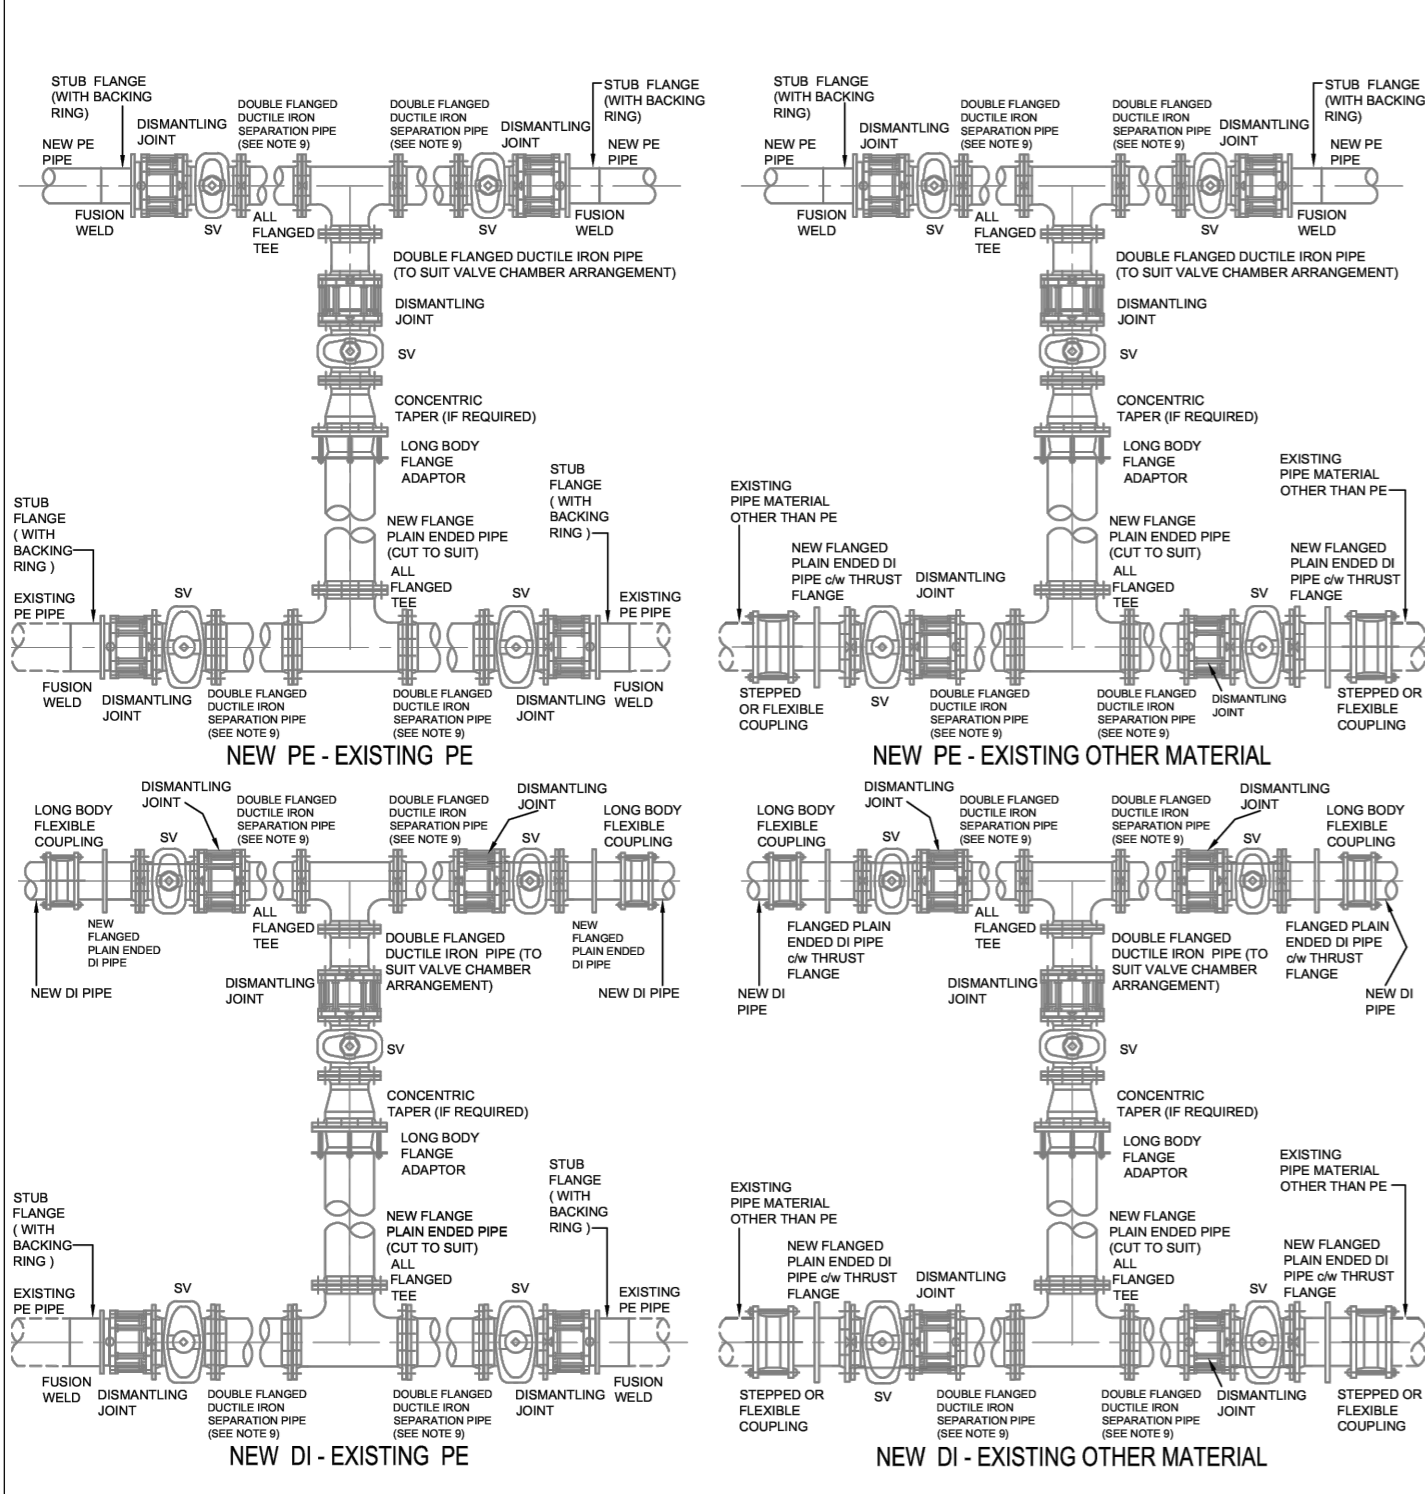 STUB FLANGE
(WITH BACKING
RING)
NEW PE
PIPE
DISMANTLING
JOINT
DOUBLE FLANGED
DUCTILE IRON
SEPARATION PIPE
(SEE NOTE 9)
DOUBLE FLANGED
DUCTILE IRON
SEPARATION PIPE
(SEE NOTE 9)
DISMANTLING
JOINT
STUB FLANGE
(WITH BACKING
RING)
NEW PE
PIPE
FUSION
WELD
SV
ALL
FLANGED
TEE
SV
FUSION
WELD
DOUBLE FLANGED DUCTILE IRON PIPE
(TO SUIT VALVE CHAMBER ARRANGEMENT)
DISMANTLING
JOINT
SV
CONCENTRIC
TAPER (IF REQUIRED)
LONG BODY
FLANGE
ADAPTOR
STUB
FLANGE
( WITH
BACKING
RING )
STUB
FLANGE
( WITH
BACKING
RING )
NEW FLANGE
PLAIN ENDED PIPE
(CUT TO SUIT)
ALL
FLANGED
TEE
EXISTING
PE PIPE
SV
SV
EXISTING
PE PIPE
FUSION
WELD
DISMANTLING
JOINT
DOUBLE FLANGED
DUCTILE IRON
SEPARATION PIPE
(SEE NOTE 9)
DOUBLE FLANGED
DUCTILE IRON
SEPARATION PIPE
(SEE NOTE 9)
DISMANTLING
JOINT
FUSION
WELD
NEW PE - EXISTING PE
STUB FLANGE
(WITH BACKING
RING)
NEW PE
PIPE
DISMANTLING
JOINT
DOUBLE FLANGED
DUCTILE IRON
SEPARATION PIPE
(SEE NOTE 9)
DOUBLE FLANGED
DUCTILE IRON
SEPARATION PIPE
(SEE NOTE 9)
DISMANTLING
JOINT
STUB FLANGE
(WITH BACKING
RING)
NEW PE
PIPE
FUSION
WELD
SV
ALL
FLANGED
TEE
SV
FUSION
WELD
DOUBLE FLANGED DUCTILE IRON PIPE
(TO SUIT VALVE CHAMBER ARRANGEMENT)
DISMANTLING
JOINT
SV
CONCENTRIC
TAPER (IF REQUIRED)
LONG BODY
FLANGE
ADAPTOR
EXISTING
PIPE MATERIAL
OTHER THAN PE
EXISTING
PIPE MATERIAL
OTHER THAN PE
NEW FLANGE
PLAIN ENDED PIPE
(CUT TO SUIT)
ALL
FLANGED
TEE
NEW FLANGED
PLAIN ENDED DI
PIPE c/w THRUST
FLANGE
DISMANTLING
JOINT
SV
NEW FLANGED
PLAIN ENDED DI
PIPE c/w THRUST
FLANGE
STEPPED
OR FLEXIBLE
COUPLING
SV
DOUBLE FLANGED
DUCTILE IRON
SEPARATION PIPE
(SEE NOTE 9)
DOUBLE FLANGED
DUCTILE IRON
SEPARATION PIPE
(SEE NOTE 9)
DISMANTLING
JOINT
STEPPED OR
FLEXIBLE
COUPLING
NEW PE - EXISTING OTHER MATERIAL
LONG BODY
FLEXIBLE
COUPLING
DISMANTLING
JOINT
SV
DOUBLE FLANGED
DUCTILE IRON
SEPARATION PIPE
(SEE NOTE 9)
DOUBLE FLANGED
DUCTILE IRON
SEPARATION PIPE
(SEE NOTE 9)
DISMANTLING
JOINT
SV
LONG BODY
FLEXIBLE
COUPLING
NEW
FLANGED
PLAIN ENDED
DI PIPE
NEW DI PIPE
ALL
FLANGED
TEE
DOUBLE FLANGED
DUCTILE IRON PIPE (TO
SUIT VALVE CHAMBER
ARRANGEMENT)
NEW
FLANGED
PLAIN ENDED
DI PIPE
NEW DI PIPE
DISMANTLING
JOINT
SV
CONCENTRIC
TAPER (IF REQUIRED)
LONG BODY
FLANGE
ADAPTOR
STUB
FLANGE
( WITH
BACKING
RING )
STUB
FLANGE
( WITH
BACKING
RING )
NEW FLANGE
PLAIN ENDED PIPE
(CUT TO SUIT)
ALL
FLANGED
TEE
EXISTING
PE PIPE
SV
SV
EXISTING
PE PIPE
FUSION
WELD
DISMANTLING
JOINT
DOUBLE FLANGED
DUCTILE IRON
SEPARATION PIPE
(SEE NOTE 9)
DOUBLE FLANGED
DUCTILE IRON
SEPARATION PIPE
(SEE NOTE 9)
DISMANTLING
JOINT
FUSION
WELD
NEW DI - EXISTING PE
LONG BODY
FLEXIBLE
COUPLING
DISMANTLING
JOINT
SV
DOUBLE FLANGED
DUCTILE IRON
SEPARATION PIPE
(SEE NOTE 9)
DOUBLE FLANGED
DUCTILE IRON
SEPARATION PIPE
(SEE NOTE 9)
DISMANTLING
JOINT
SV
LONG BODY
FLEXIBLE
COUPLING
FLANGED PLAIN
ENDED DI PIPE
c/w THRUST
FLANGE
NEW DI
PIPE
ALL
FLANGED
TEE
DOUBLE FLANGED
DUCTILE IRON PIPE (TO
SUIT VALVE CHAMBER
ARRANGEMENT)
FLANGED PLAIN
ENDED DI PIPE
c/w THRUST
FLANGE
NEW DI
PIPE
DISMANTLING
JOINT
SV
CONCENTRIC
TAPER (IF REQUIRED)
LONG BODY
FLANGE
ADAPTOR
EXISTING
PIPE MATERIAL
OTHER THAN PE
EXISTING
PIPE MATERIAL
OTHER THAN PE
NEW FLANGE
PLAIN ENDED PIPE
(CUT TO SUIT)
ALL
FLANGED
TEE
NEW FLANGED
PLAIN ENDED DI
PIPE c/w THRUST
FLANGE
DISMANTLING
JOINT
SV
NEW FLANGED
PLAIN ENDED DI
PIPE c/w THRUST
FLANGE
STEPPED OR
FLEXIBLE
COUPLING
SV
DOUBLE FLANGED
DUCTILE IRON
SEPARATION PIPE
(SEE NOTE 9)
DOUBLE FLANGED
DUCTILE IRON
SEPARATION PIPE
(SEE NOTE 9)
DISMANTLING
JOINT
STEPPED OR
FLEXIBLE
COUPLING
NEW DI - EXISTING OTHER MATERIAL